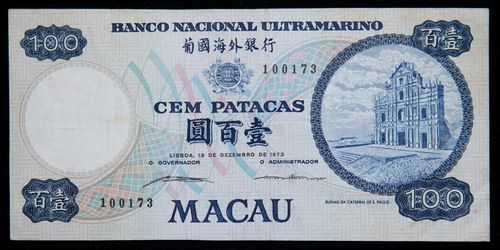 BANCO NACIONAL ULTRAMARINO
100
百壹
葡國海外銀行
100173
CEM PATACAS
圓百壹
LISBOA, 13 DE DEZEMBRO DE 1973
O GOVERNADOR
O ADMINISTRADOR
百壹
100173
MACAU
RUINAS DA CATEDRAL DE S. PAULO
100